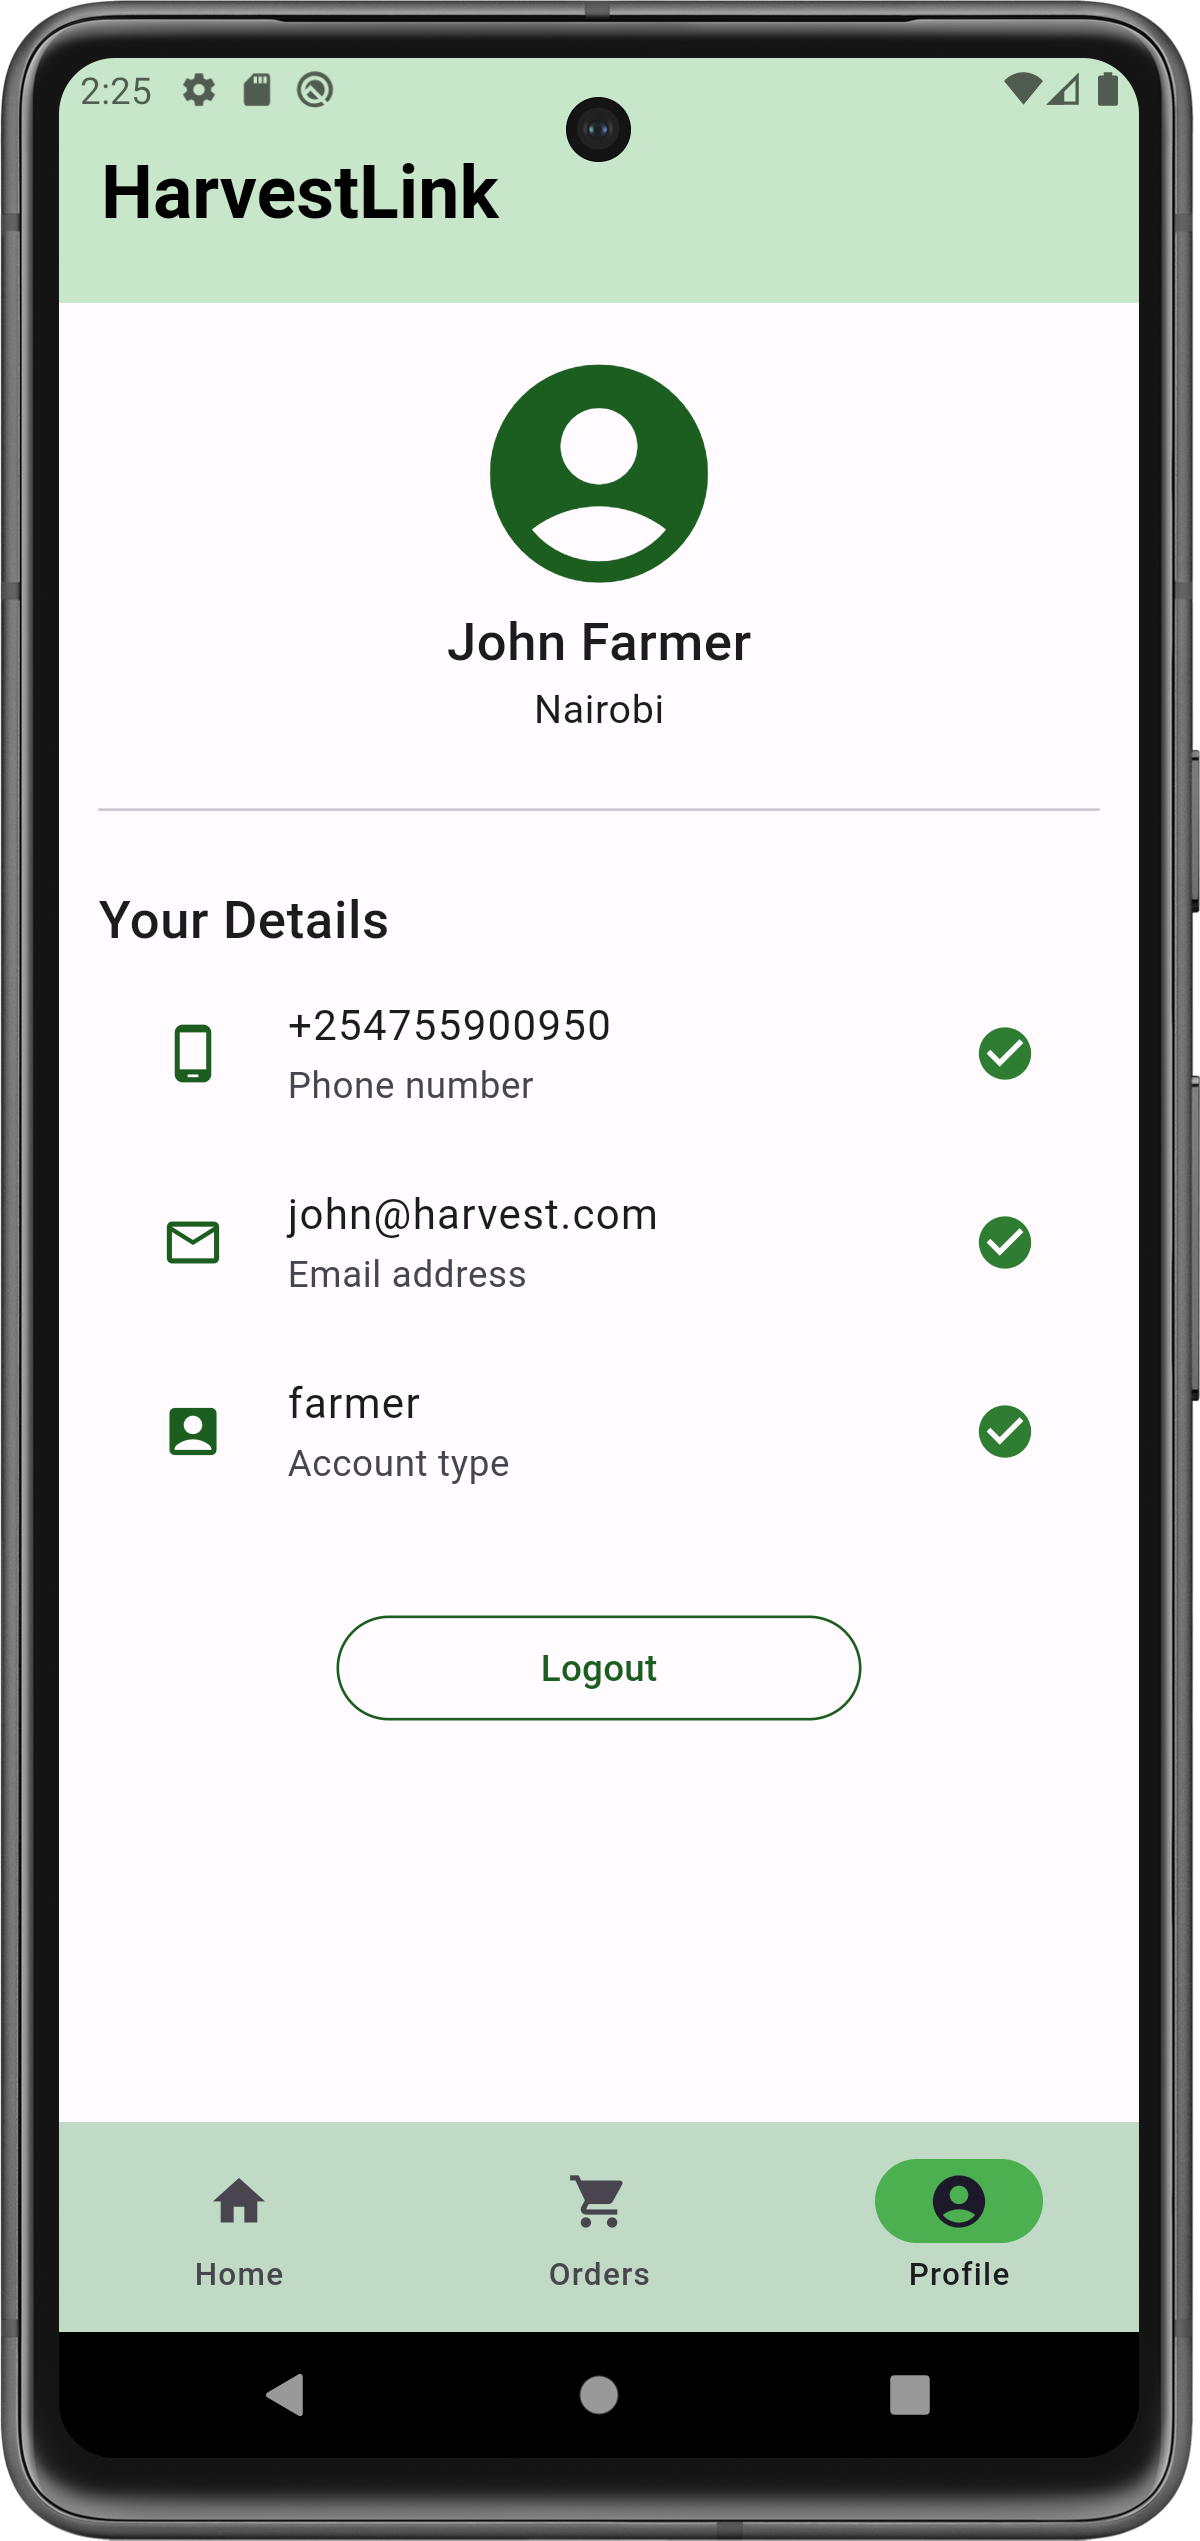 2:25
HarvestLink
John Farmer
Nairobi
Your Details
+254755900950
Phone number
john@harvest.com
Email address
farmer
Account type
Logout
Home
Orders
Profile